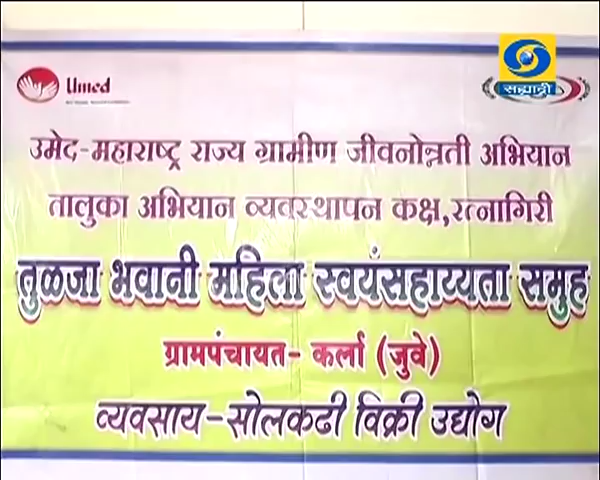 Umed
सह्याद्री
उमेद-महाराष्ट्र राज्य ग्रामीण जीवनोन्नती अभियान
तालुका अभियान व्यवस्थापन कक्ष,रत्नागिरी
तुळजा भवानी महिला स्वयंसहाय्यता समुह
ग्रामपंचायत- कर्ला (जुवे)
व्यवसाय-सोलकढी विक्री उद्योग